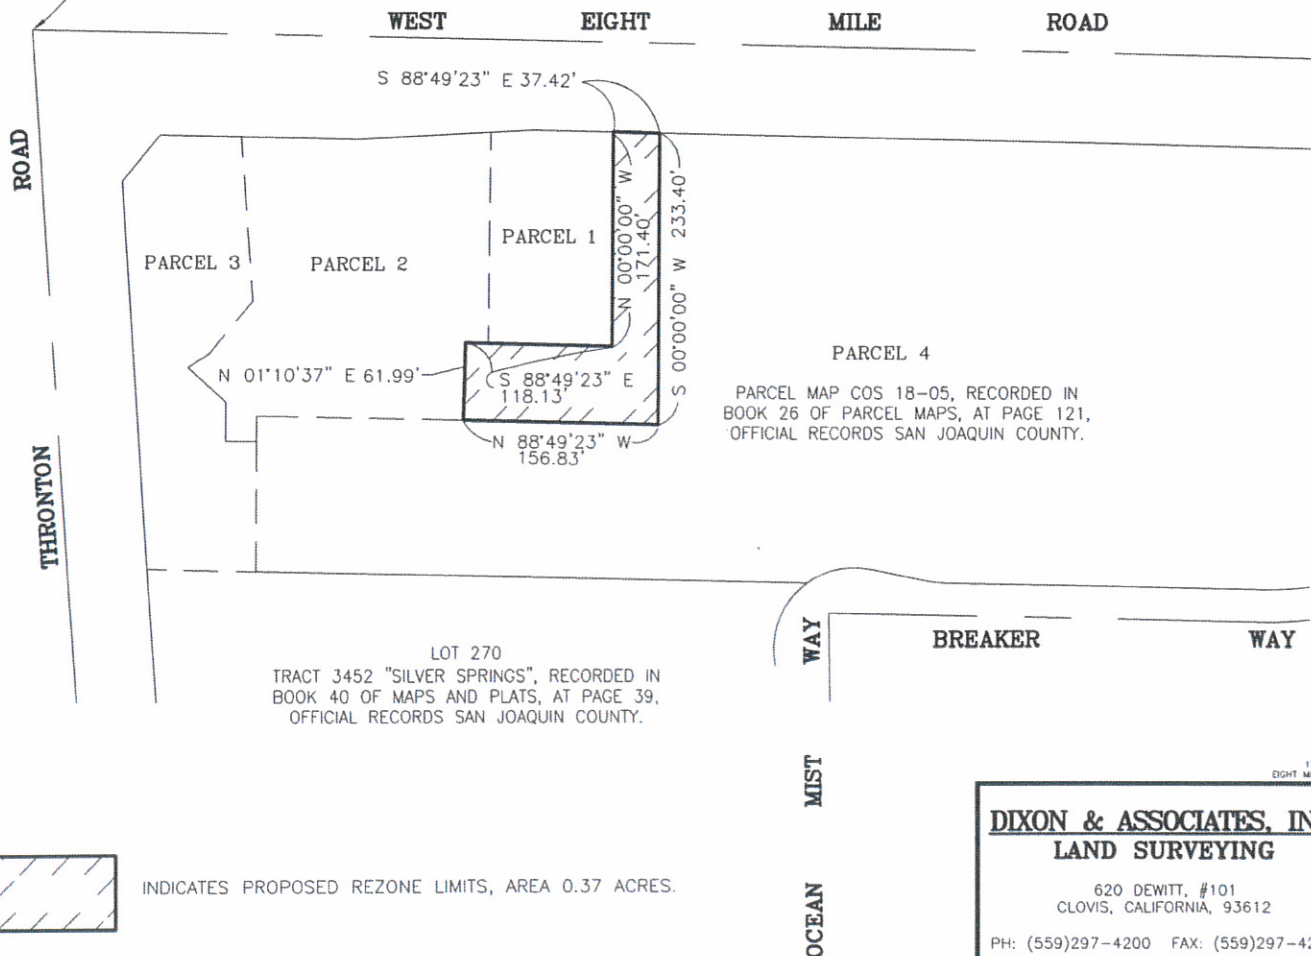 WEST EIGHT MILE ROAD
S 88°49'23" E 37.42'
ROAD
N 00°00'00" W
171.40'
S 00°00'00" W 233.40'
PARCEL 1
PARCEL 3
PARCEL 2
PARCEL 4
N 01°10'37" E 61.99'
S 88°49'23" E
118.13'
PARCEL MAP COS 18-05, RECORDED IN
BOOK 26 OF PARCEL MAPS, AT PAGE 121,
OFFICIAL RECORDS SAN JOAQUIN COUNTY.
N 88°49'23" W
156.83'
THRONTON
WAY
BREAKER WAY
LOT 270
TRACT 3452 "SILVER SPRINGS", RECORDED IN
BOOK 40 OF MAPS AND PLATS, AT PAGE 39,
OFFICIAL RECORDS SAN JOAQUIN COUNTY.
MIST
EIGHT
DIXON & ASSOCIATES, IN
LAND SURVEYING
620 DEWITT, #101
CLOVIS, CALIFORNIA, 93612
PH: (559)297-4200 FAX: (559)297-42
INDICATES PROPOSED REZONE LIMITS, AREA 0.37 ACRES.
OCEAN